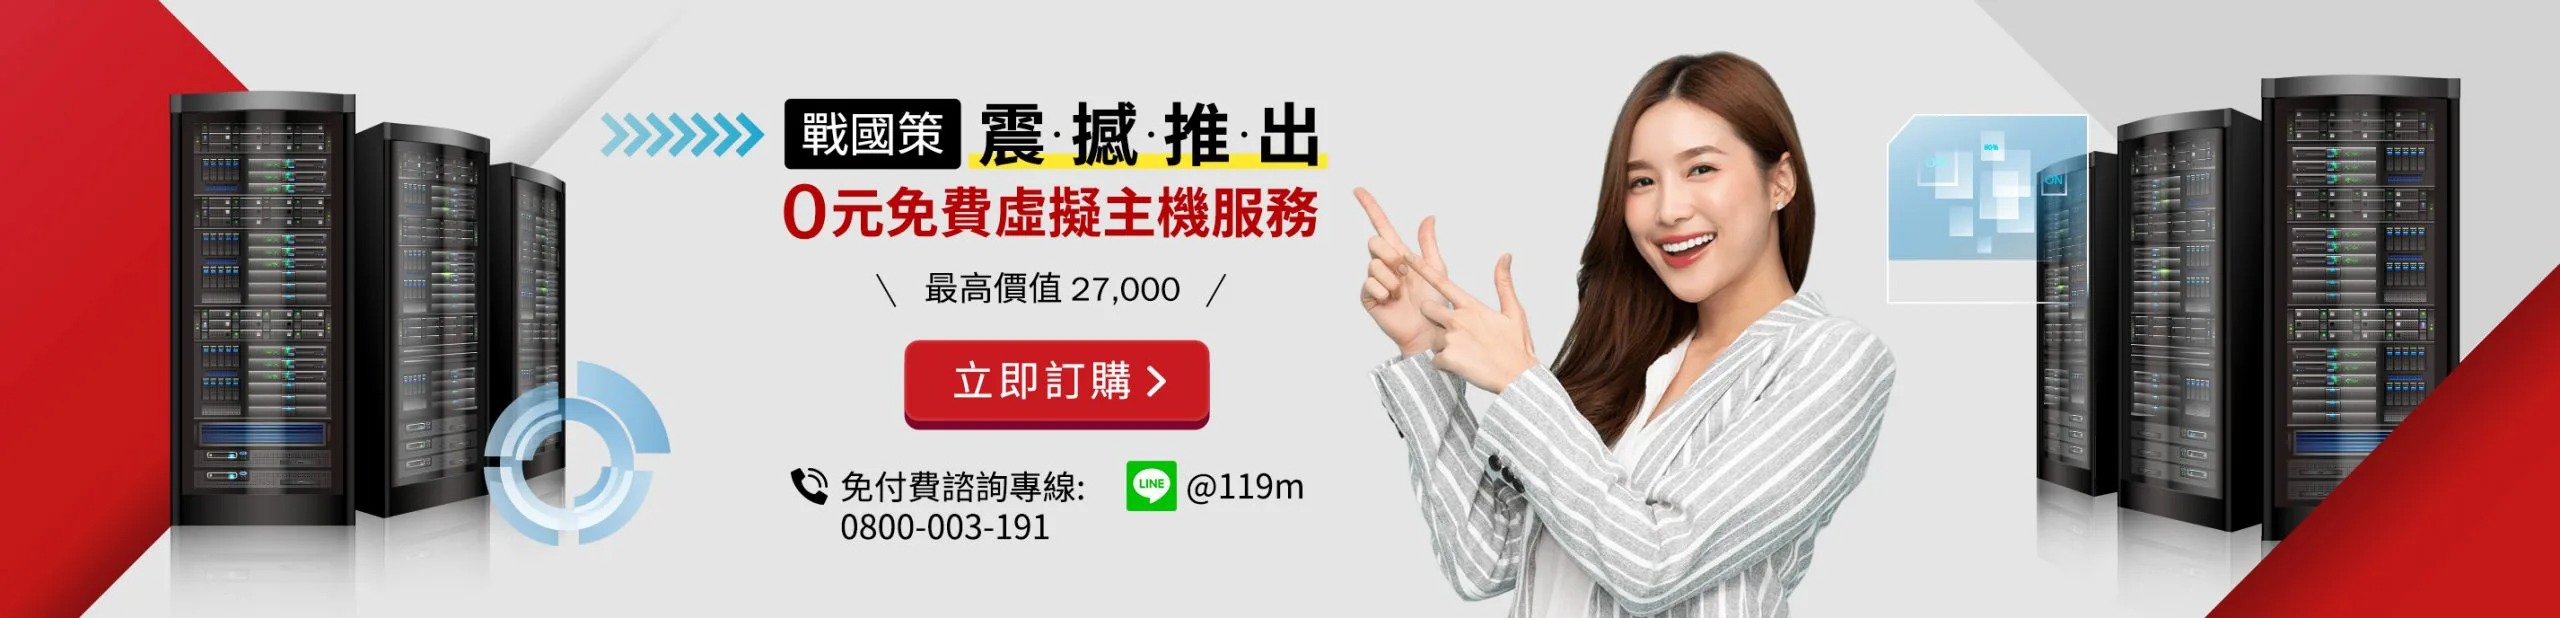 戰國策 震·撼·推·出
0元免費虛擬主機服務
\ 最高價值 27,000 /
立即訂購 >
免付費諮詢專線:
0800-003-191
LINE @119m
80%
ON